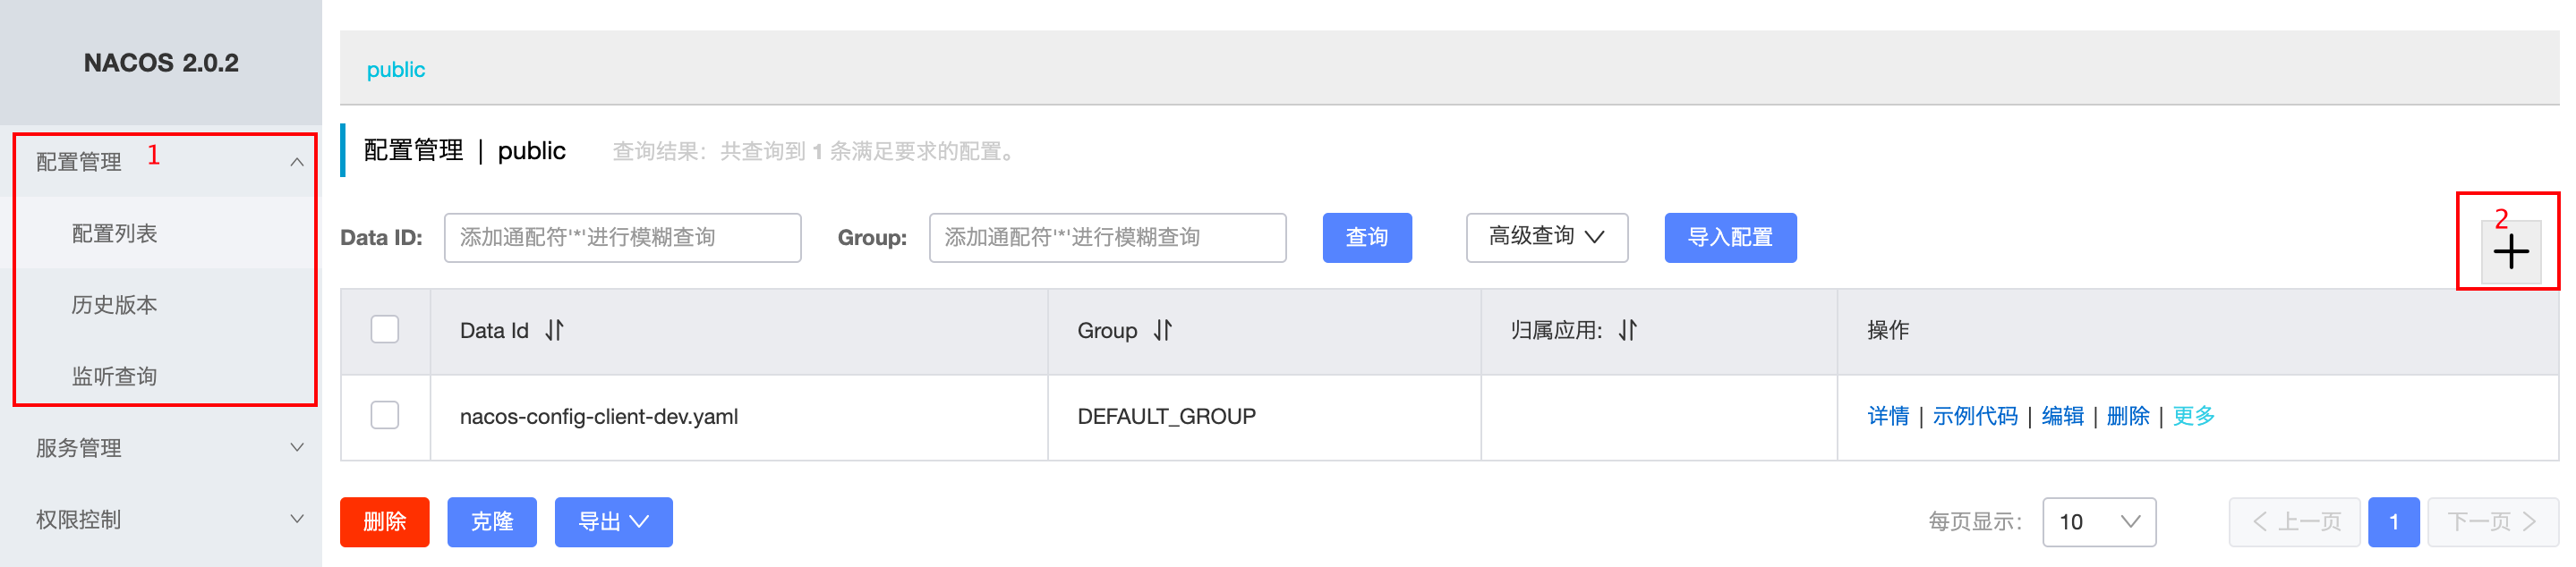 NACOS 2.0.2
配置管理 1
配置列表
历史版本
监听查询
服务管理
权限控制
public
配置管理 | public 查询结果：共查询到 1 条满足要求的配置。
Data ID: 添加通配符'*'进行模糊查询 Group: 添加通配符'*'进行模糊查询 查询 高级查询 导入配置 2
Data Id Group 归属应用: 操作
nacos-config-client-dev.yaml DEFAULT_GROUP 详情 | 示例代码 | 编辑 | 删除 | 更多
删除 克隆 导出 每页显示: 10 上一页 1 下一页